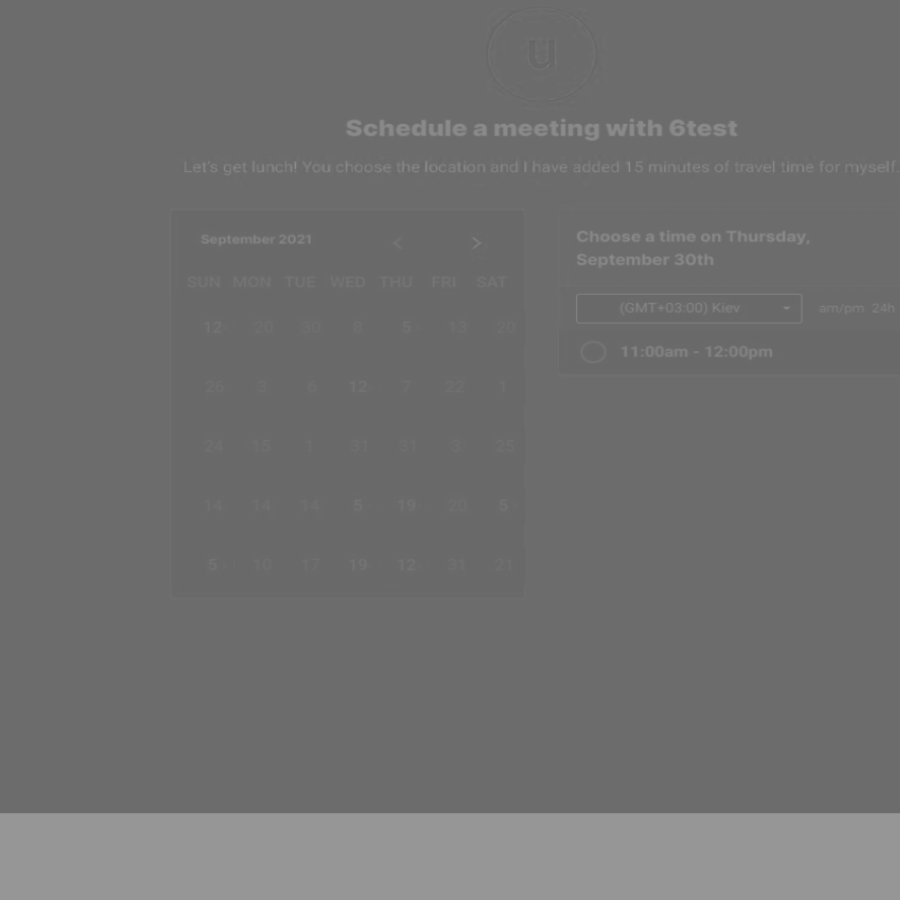 u
Schedule a meeting with 6test
Let's get lunch! You choose the location and I have added 15 minutes of travel time for myself.
September 2021 < >
SUN MON TUE WED THU FRI SAT
12 20 30 8 5 13 20
26 3 6 12 7 22 1
24 15 1 31 31 3 25
14 14 14 5 19 20 5
5 10 17 19 12 31 21
Choose a time on Thursday,
September 30th
(GMT+03:00) Kiev am/pm 24h
11:00am - 12:00pm